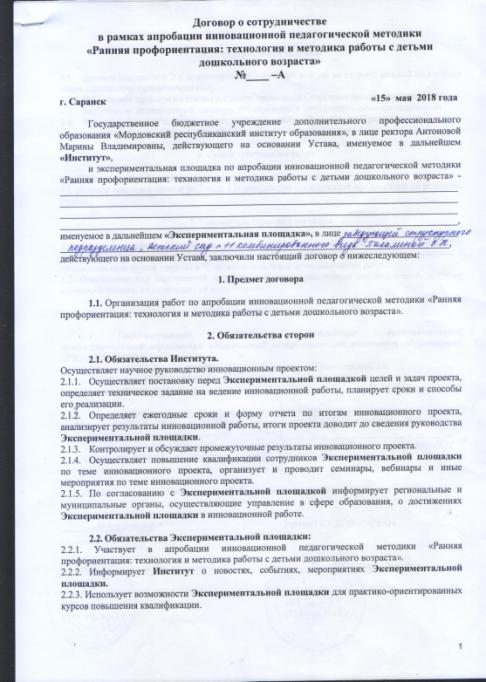 Договор о сотрудничестве
в рамках апробации инновационной педагогической методики
«Ранняя профориентация: технология и методика работы с детьми
дошкольного возраста»
№____ –А
г. Саранск «15» мая 2018 года
Государственное бюджетное учреждение дополнительного профессионального
образования «Мордовский республиканский институт образования», в лице ректора Антоновой
Марины Владимировны, действующего на основании Устава, именуемое в дальнейшем
«Институт»,
и экспериментальная площадка по апробации инновационной педагогической методики
«Ранняя профориентация: технология и методика работы с детьми дошкольного возраста» -
именуемое в дальнейшем «Экспериментальная площадка», в лице заведующей структурного
подразделения "Детский сад №11 комбинированного вида"
действующего на основании Устава, заключили настоящий договор о нижеследующем:
1. Предмет договора
1.1. Организация работ по апробации инновационной педагогической методики «Ранняя
профориентация: технология и методика работы с детьми дошкольного возраста».
2. Обязательства сторон
2.1. Обязательства Института.
Осуществляет научное руководство инновационным проектом:
2.1.1. Осуществляет постановку перед Экспериментальной площадкой целей и задач проекта,
определяет техническое задание на ведение инновационной работы, планирует сроки и способы
его реализации.
2.1.2. Определяет ежегодные сроки и форму отчета по итогам инновационного проекта,
анализирует результаты инновационной работы, итоги проекта доводит до сведения руководства
Экспериментальной площадки.
2.1.3. Контролирует и обсуждает промежуточные результаты инновационного проекта.
2.1.4. Осуществляет повышение квалификации сотрудников Экспериментальной площадки
по теме инновационного проекта, организует и проводит семинары, вебинары и иные
мероприятия по теме инновационного проекта.
2.1.5. По согласованию с Экспериментальной площадкой информирует региональные и
муниципальные органы, осуществляющие управление в сфере образования, о достижениях
Экспериментальной площадки в инновационной работе.
2.2. Обязательства Экспериментальной площадки:
2.2.1. Участвует в апробации инновационной педагогической методики «Ранняя
профориентация: технология и методика работы с детьми дошкольного возраста».
2.2.2. Информирует Институт о новостях, событиях, мероприятиях Экспериментальной
площадки.
2.2.3. Использует возможности Экспериментальной площадки для практико-ориентированных
курсов повышения квалификации.
1